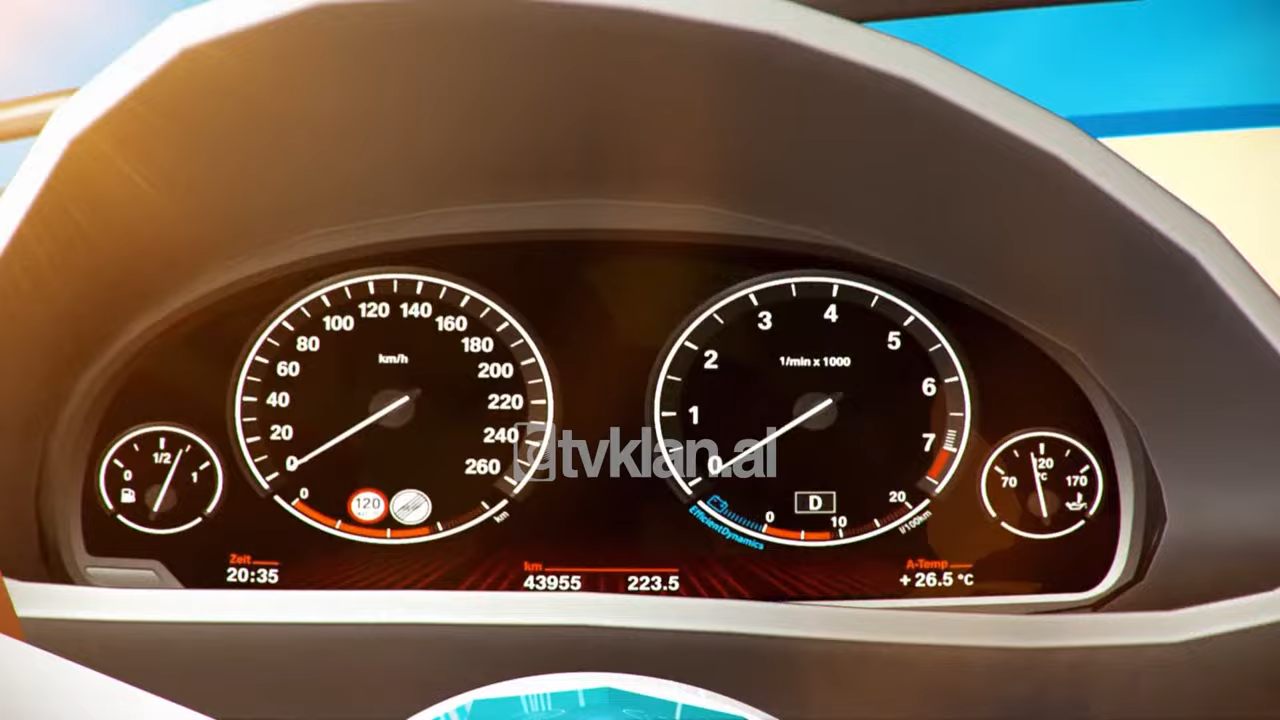 120 140
100 160
80 180
60 200
40 220
20 240
0 260
km/h
0
120
km
3 4
2 5
1 6
0 7
1/min x 1000
D
0 10 20
l/100km
EfficientDynamics
0 1/2 1
70 120 170
°C
tvklan.al
Zeit
20:35
km
43955 223.5
A-Temp
+ 26.5 °C